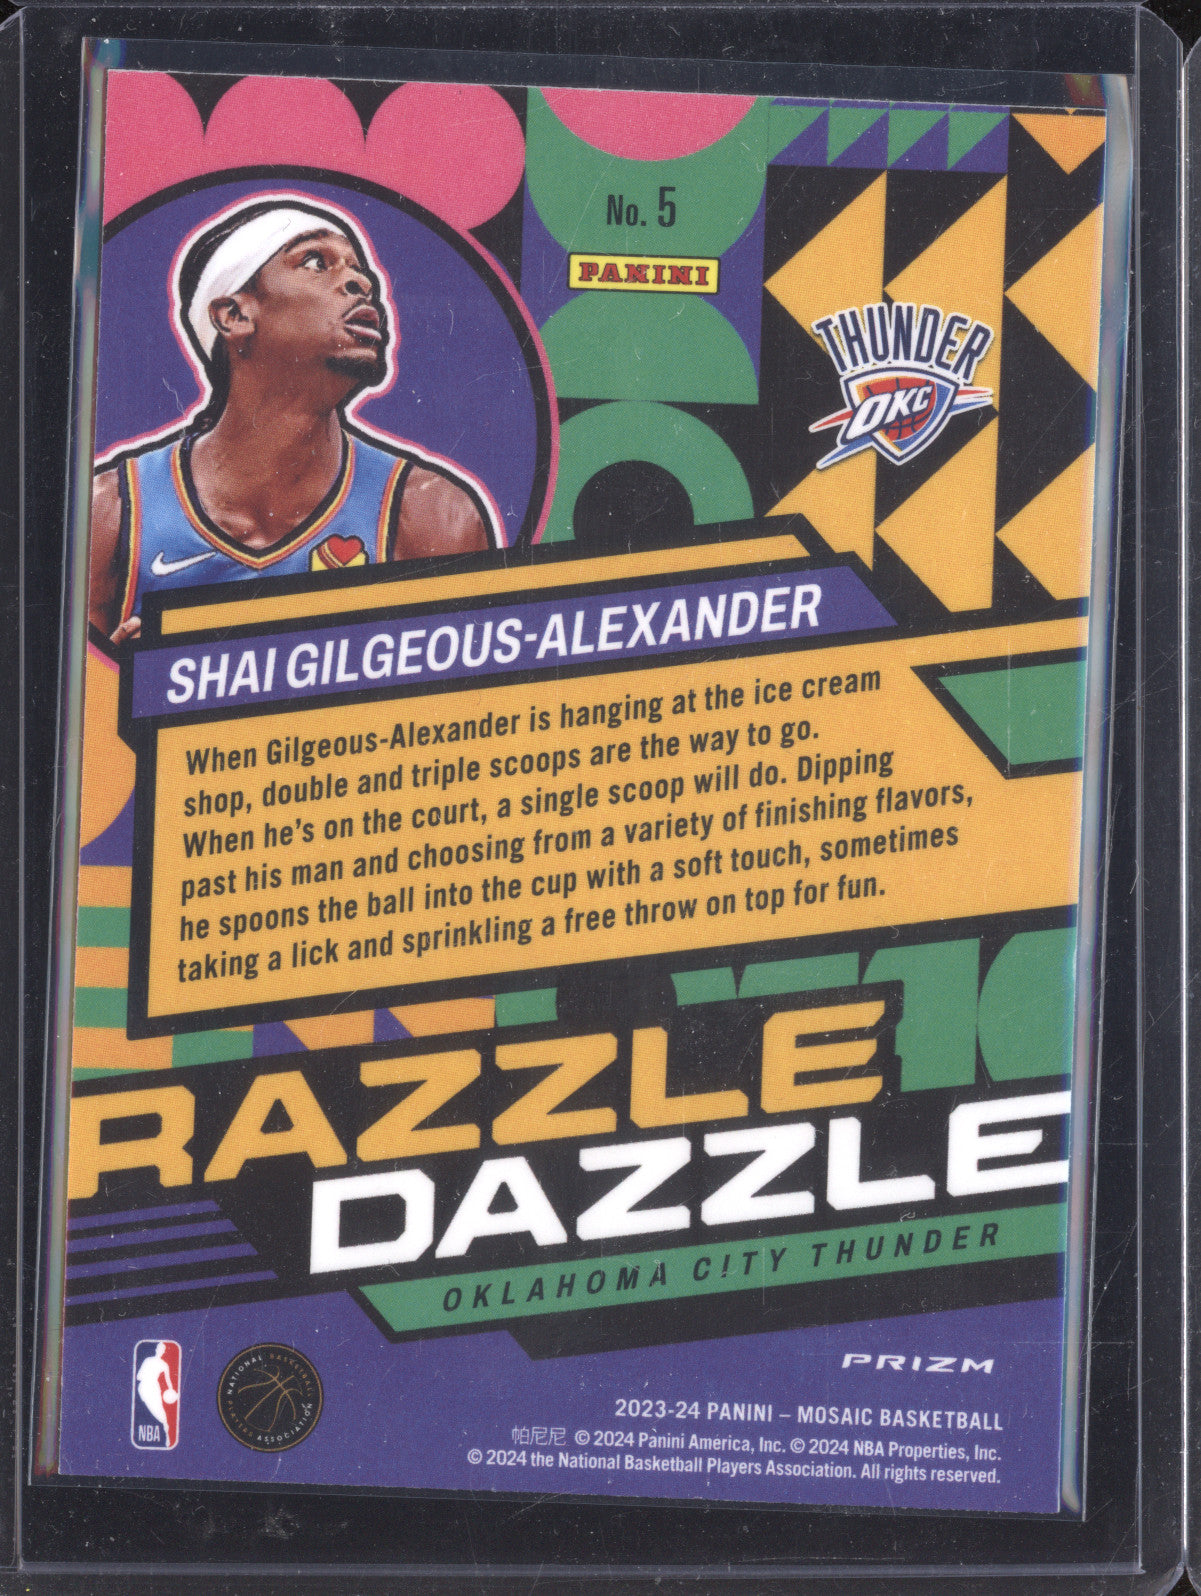 No. 5
PANINI
THUNDER
OKC
SHAI GILGEOUS-ALEXANDER
When Gilgeous-Alexander is hanging at the ice cream
shop, double and triple scoops are the way to go.
When he's on the court, a single scoop will do. Dipping
past his man and choosing from a variety of finishing flavors,
he spoons the ball into the cup with a soft touch, sometimes
taking a lick and sprinkling a free throw on top for fun.
RAZZLE
DAZZLE
OKLAHOMA CITY THUNDER
PRIZM
NBA
NATIONAL BASKETBALL
PLAYERS ASSOCIATION
2023-24 PANINI – MOSAIC BASKETBALL
帕尼尼 © 2024 Panini America, Inc. © 2024 NBA Properties, Inc.
© 2024 the National Basketball Players Association. All rights reserved.